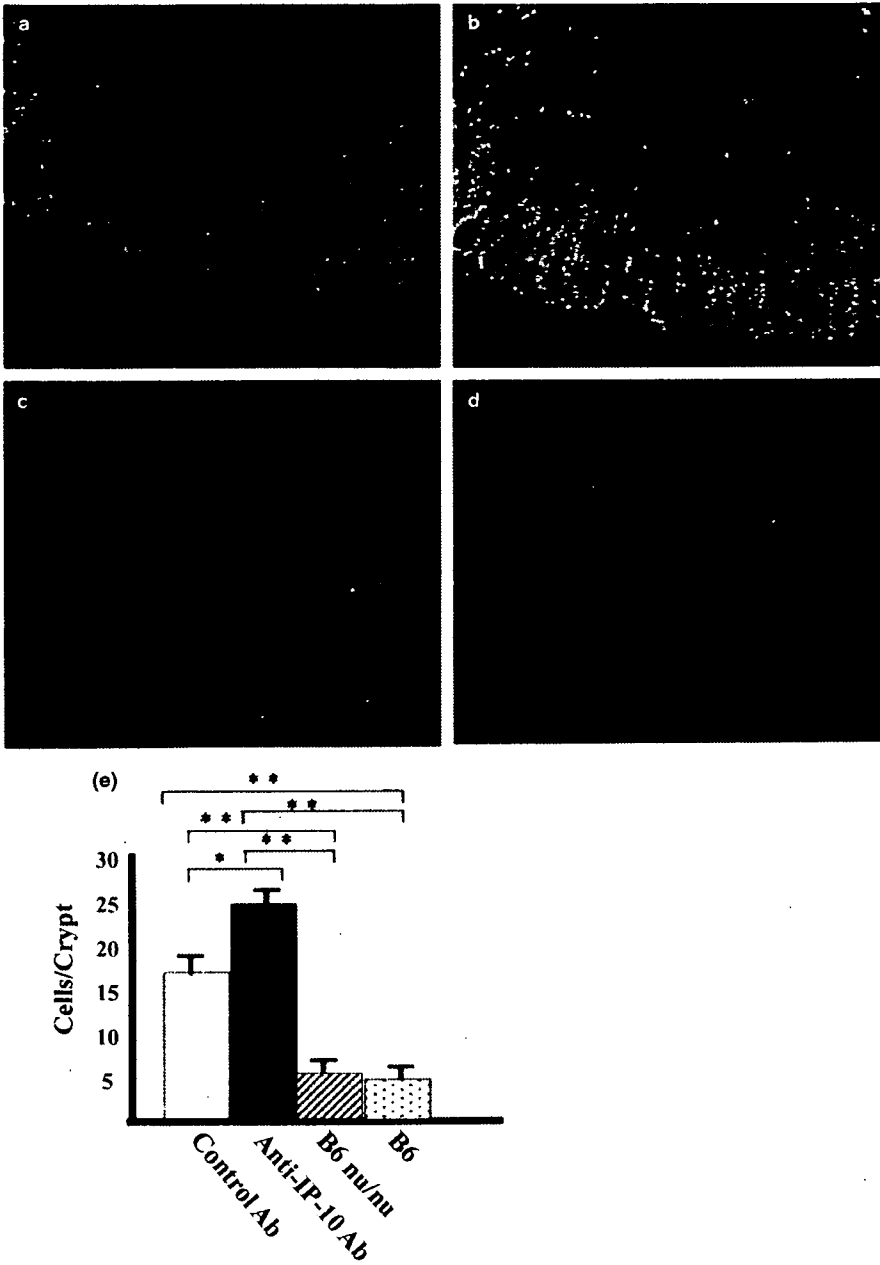 a
b
c
d
(e)
* *
* *
* *
* *
*
30
25
20
15
10
5
Cells/Crypt
Control Ab
Anti-IP-10 Ab
B6 nu/nu
B6